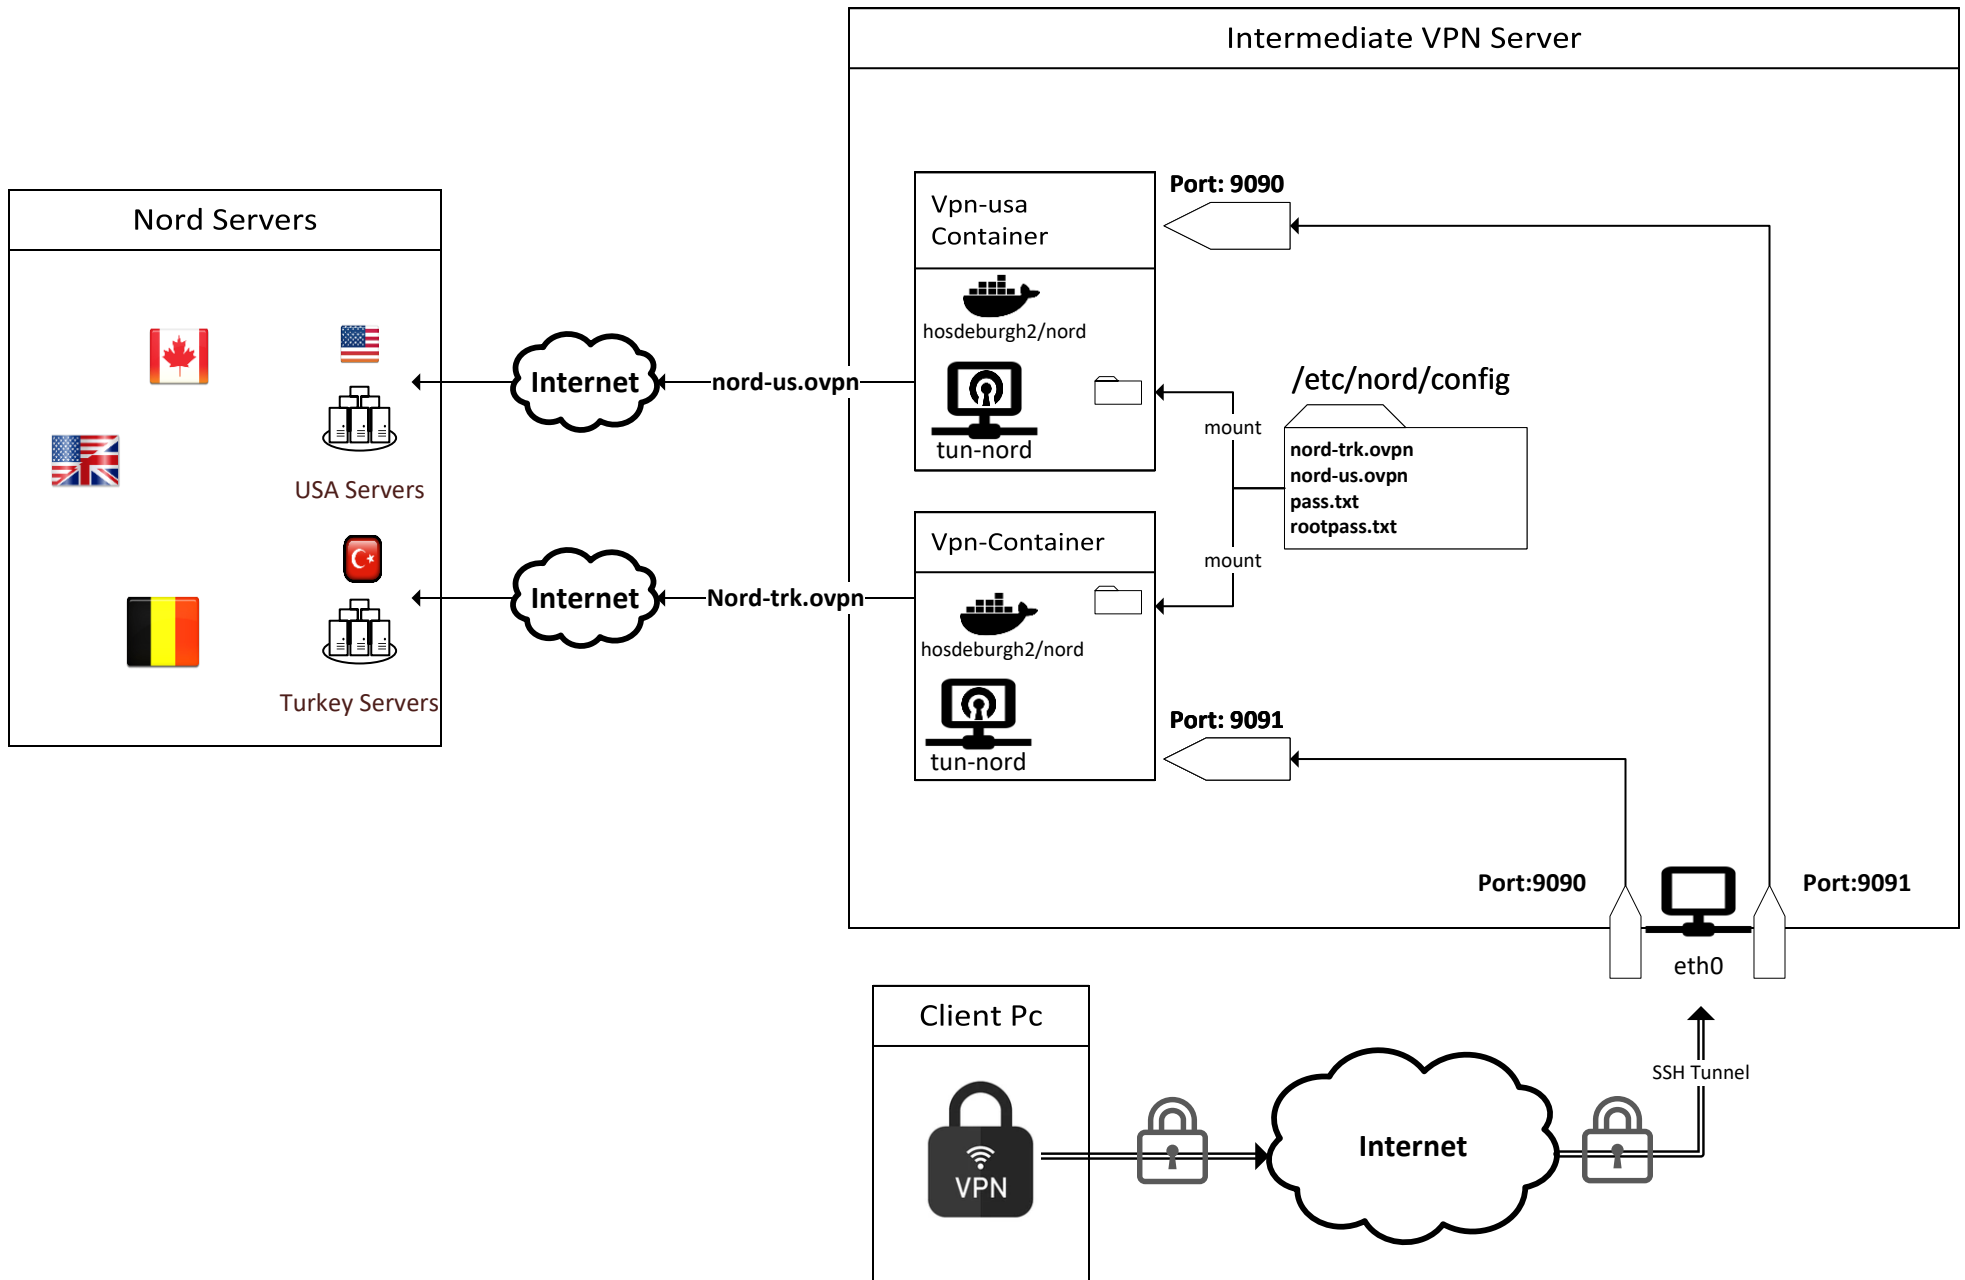 Intermediate VPN Server
Nord Servers
USA Servers
Turkey Servers
Internet
nord-us.ovpn
Internet
Nord-trk.ovpn
Vpn-usa
Container
hosdeburgh2/nord
tun-nord
Port: 9090
/etc/nord/config
nord-trk.ovpn
nord-us.ovpn
pass.txt
rootpass.txt
mount
mount
Vpn-Container
hosdeburgh2/nord
tun-nord
Port: 9091
Port:9090
Port:9091
eth0
Client Pc
VPN
Internet
SSH Tunnel